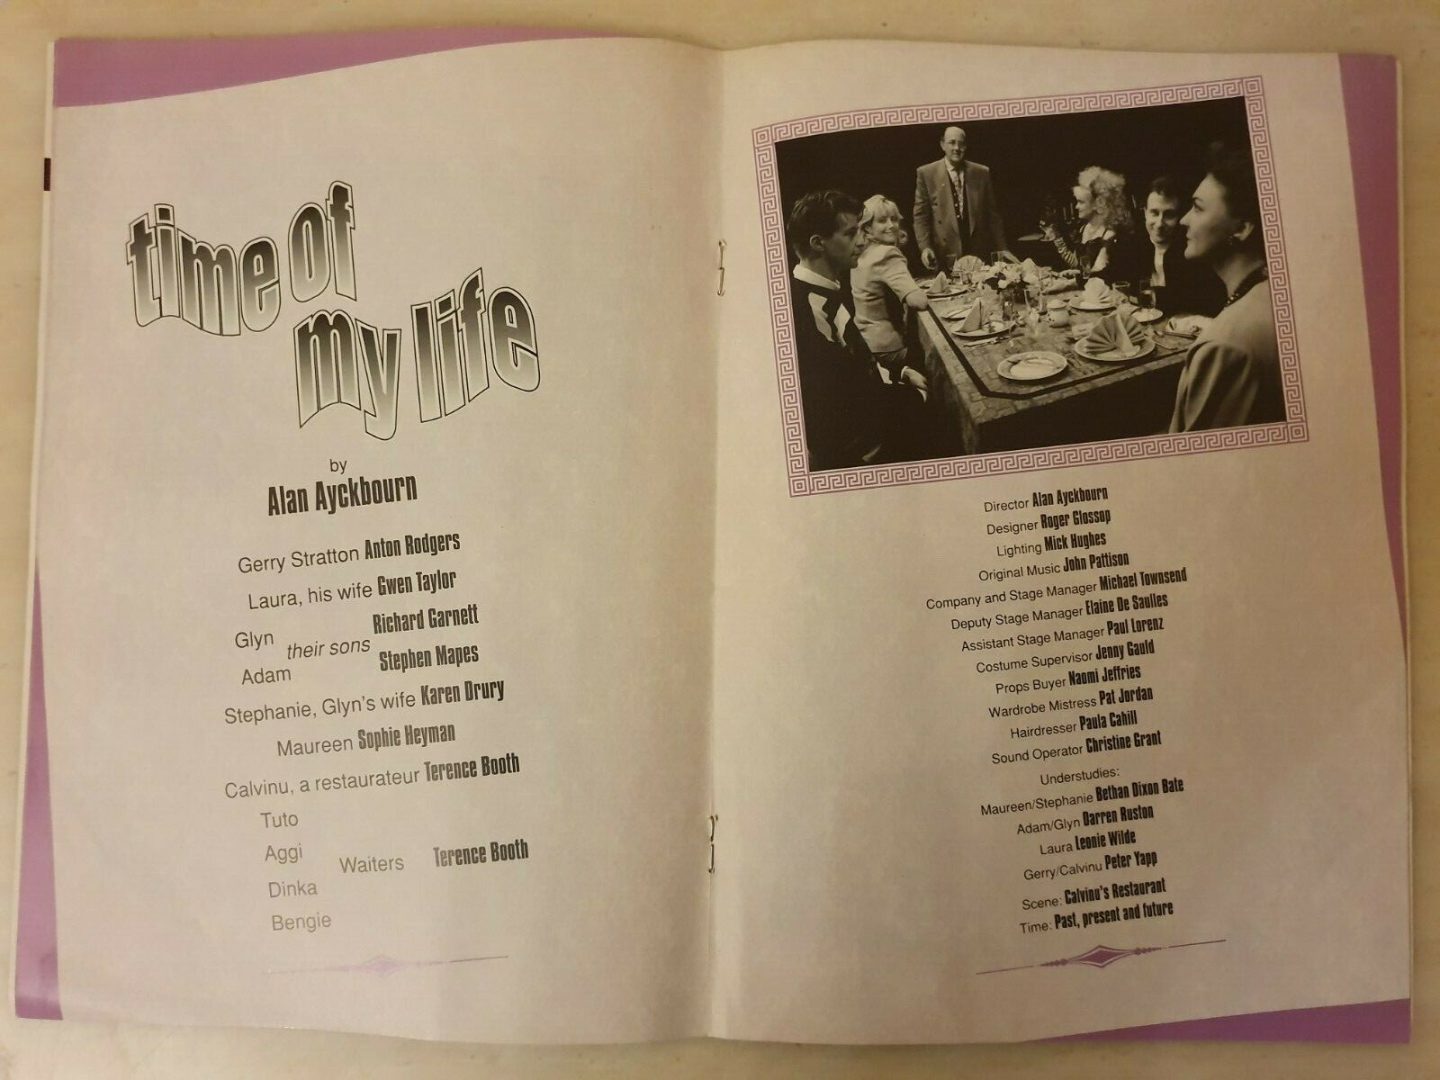 time of
my life
by
Alan Ayckbourn
Gerry Stratton Anton Rodgers
Laura, his wife Gwen Taylor
Glyn their sons Richard Garnett
Adam Stephen Mapes
Stephanie, Glyn's wife Karen Drury
Maureen Sophie Heyman
Calvinu, a restaurateur Terence Booth
Tuto
Aggi
Waiters Terence Booth
Dinka
Bengie
Director Alan Ayckbourn
Designer Roger Glossop
Lighting Mick Hughes
Original Music John Pattison
Company and Stage Manager Michael Townsend
Deputy Stage Manager Elaine De Saulles
Assistant Stage Manager Paul Lorenz
Costume Supervisor Jenny Gauld
Props Buyer Naomi Jeffries
Wardrobe Mistress Pat Jordan
Hairdresser Paula Cahill
Sound Operator Christine Grant
Understudies:
Maureen/Stephanie Bethan Dixon Bate
Adam/Glyn Darren Ruston
Laura Leonie Wilde
Gerry/Calvinu Peter Yapp
Scene: Calvinu's Restaurant
Time: Past, present and future